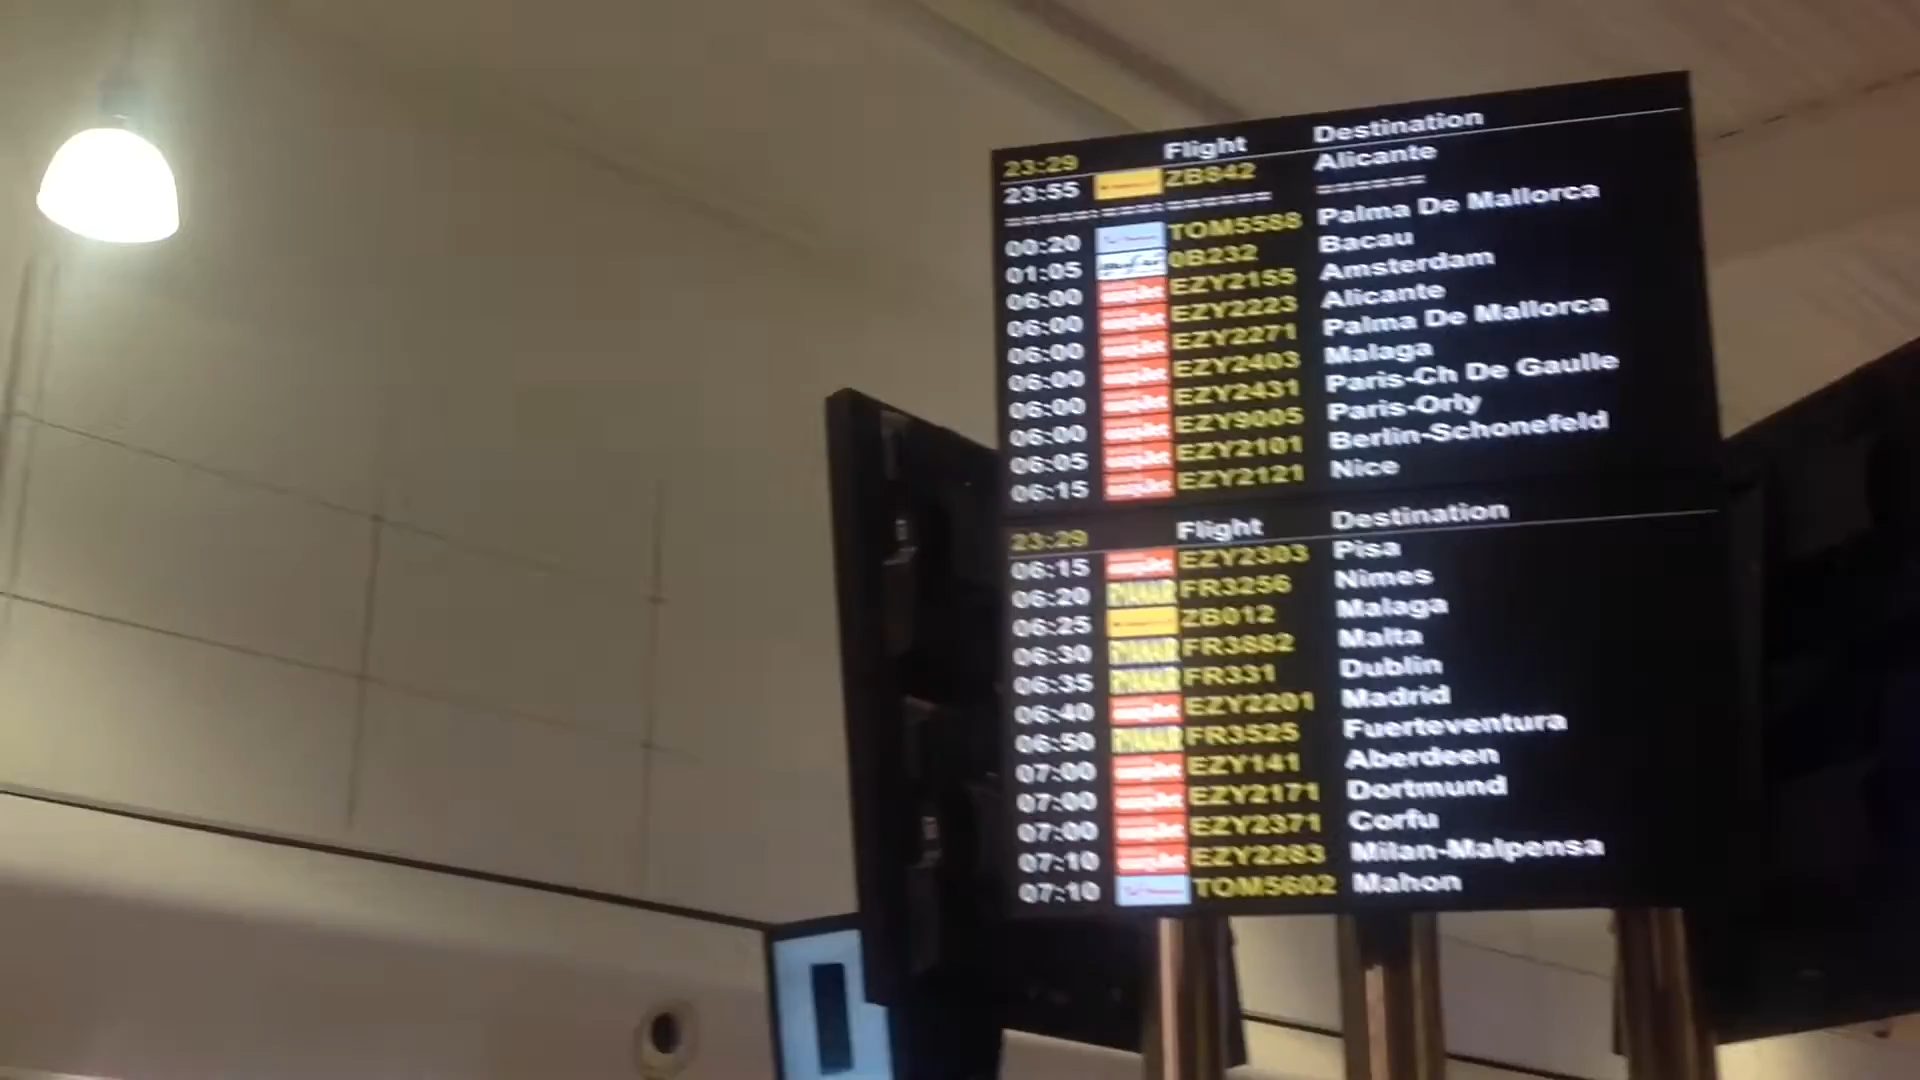 23:29 Flight Destination
23:55 ZB842 Alicante
00:20 TOM5588 Palma De Mallorca
01:05 0B232 Bacau
06:00 EZY2155 Amsterdam
06:00 EZY2223 Alicante
06:00 EZY2271 Palma De Mallorca
06:00 EZY2403 Malaga
06:00 EZY2431 Paris-Ch De Gaulle
06:00 EZY9005 Paris-Orly
06:05 EZY2101 Berlin-Schonefeld
06:15 EZY2121 Nice
23:29 Flight Destination
06:15 EZY2303 Pisa
06:20 FR3256 Nimes
06:25 ZB012 Malaga
06:30 FR3882 Malta
06:35 FR331 Dublin
06:40 EZY2201 Madrid
06:50 FR3525 Fuerteventura
07:00 EZY141 Aberdeen
07:00 EZY2171 Dortmund
07:00 EZY2371 Corfu
07:10 EZY2283 Milan-Malpensa
07:10 TOM5602 Mahon